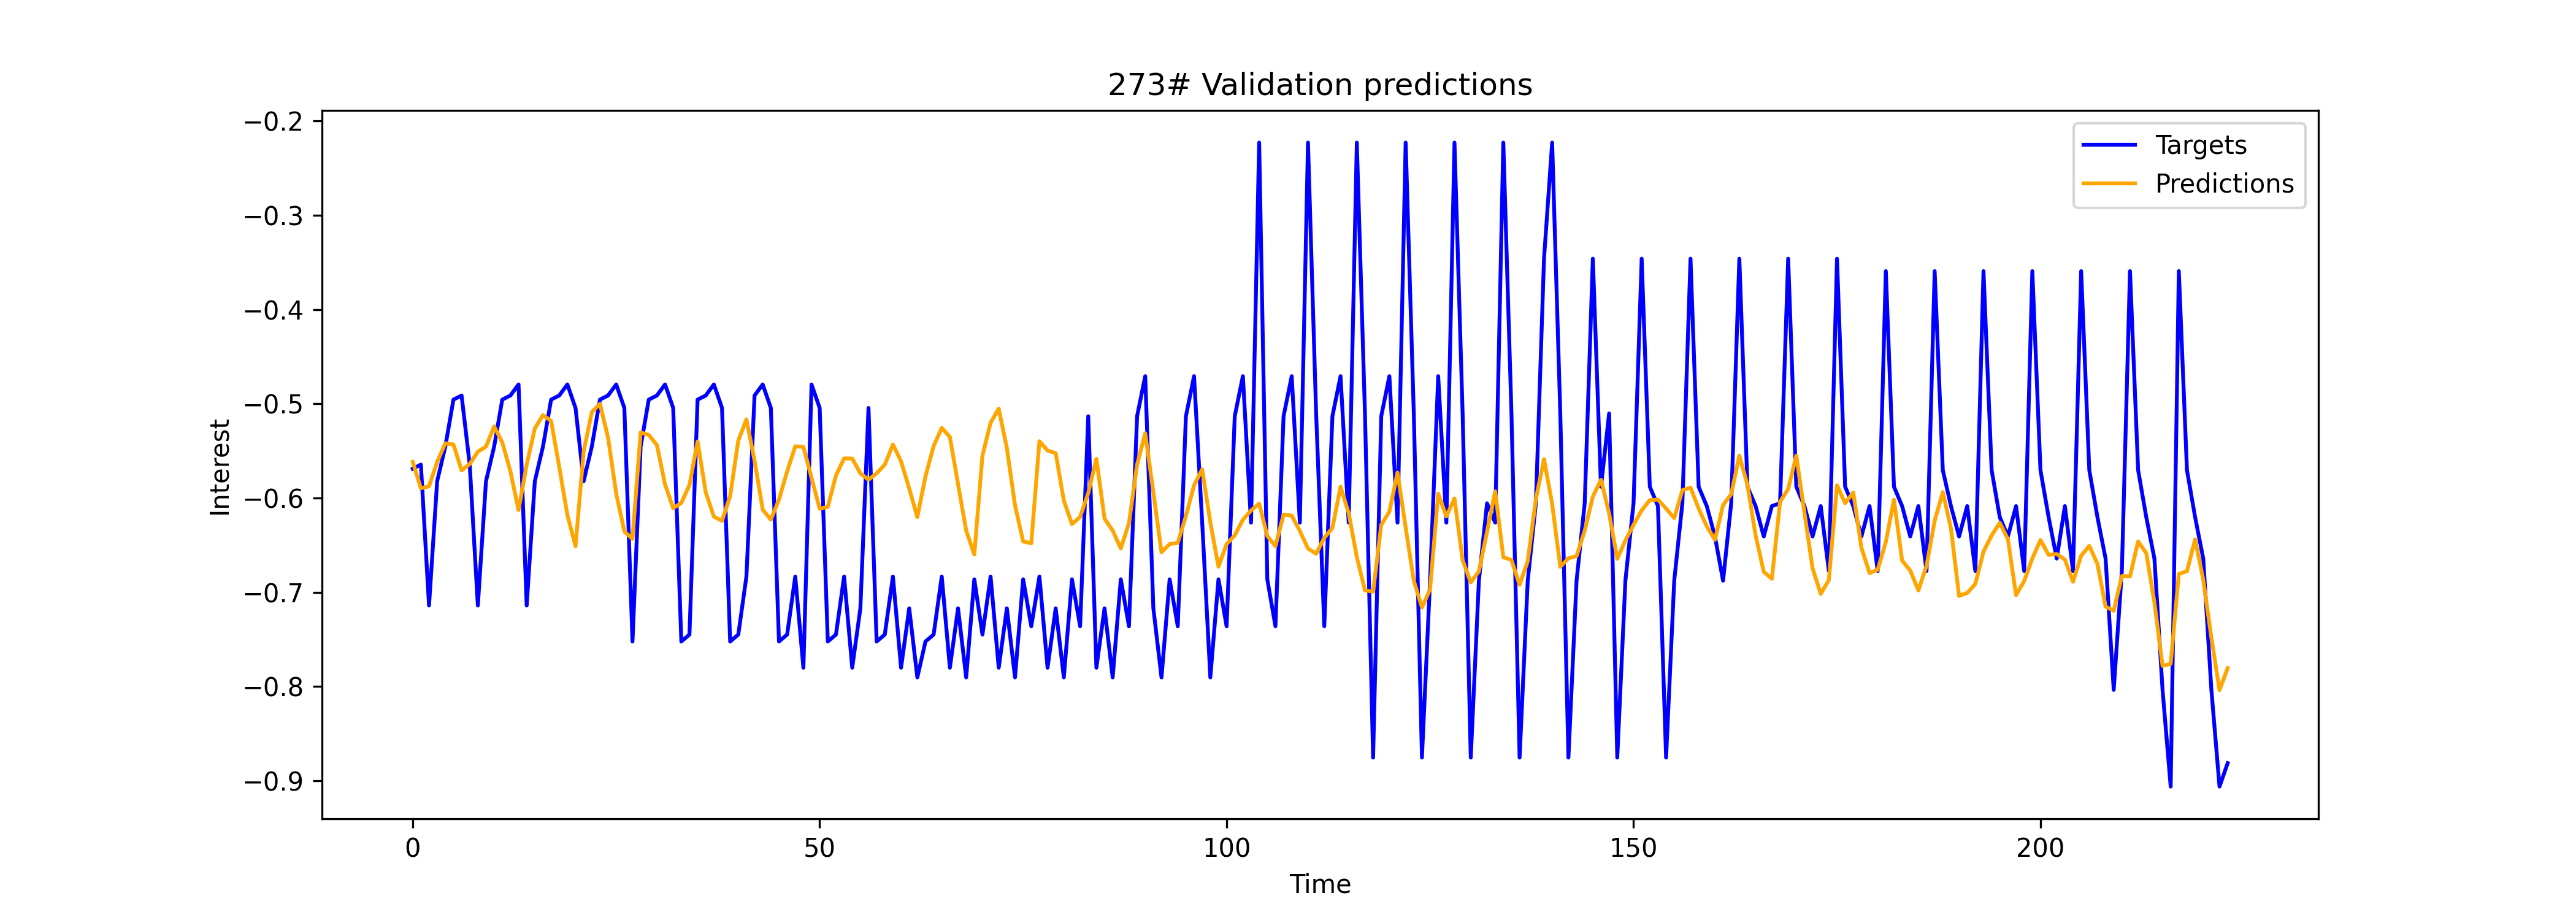 273# Validation predictions
Targets
Predictions
Interest
−0.2
−0.3
−0.4
−0.5
−0.6
−0.7
−0.8
−0.9
0 50 100 150 200
Time